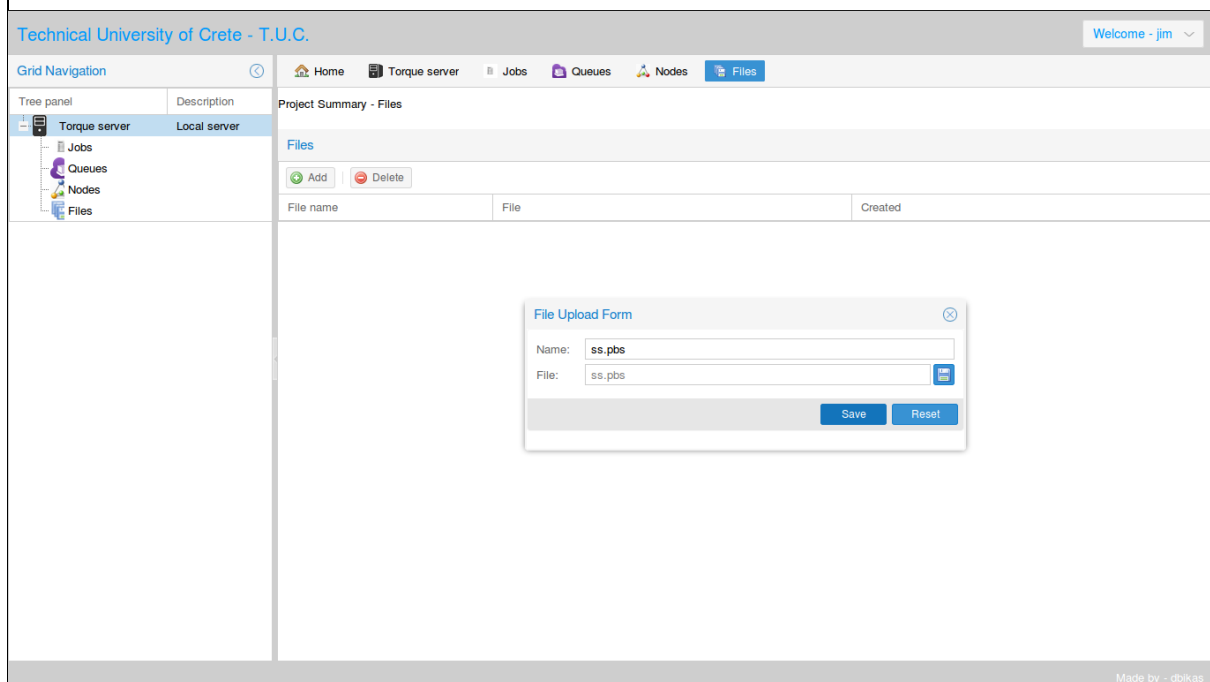 Technical University of Crete - T.U.C.
Welcome - jim
Grid Navigation
Home Torque server Jobs Queues Nodes Files
Tree panel Description
Project Summary - Files
Torque server Local server
Jobs
Queues
Nodes
Files
Files
Add Delete
File name File Created
File Upload Form
Name: ss.pbs
File: ss.pbs
Save Reset
Made by - dbikas